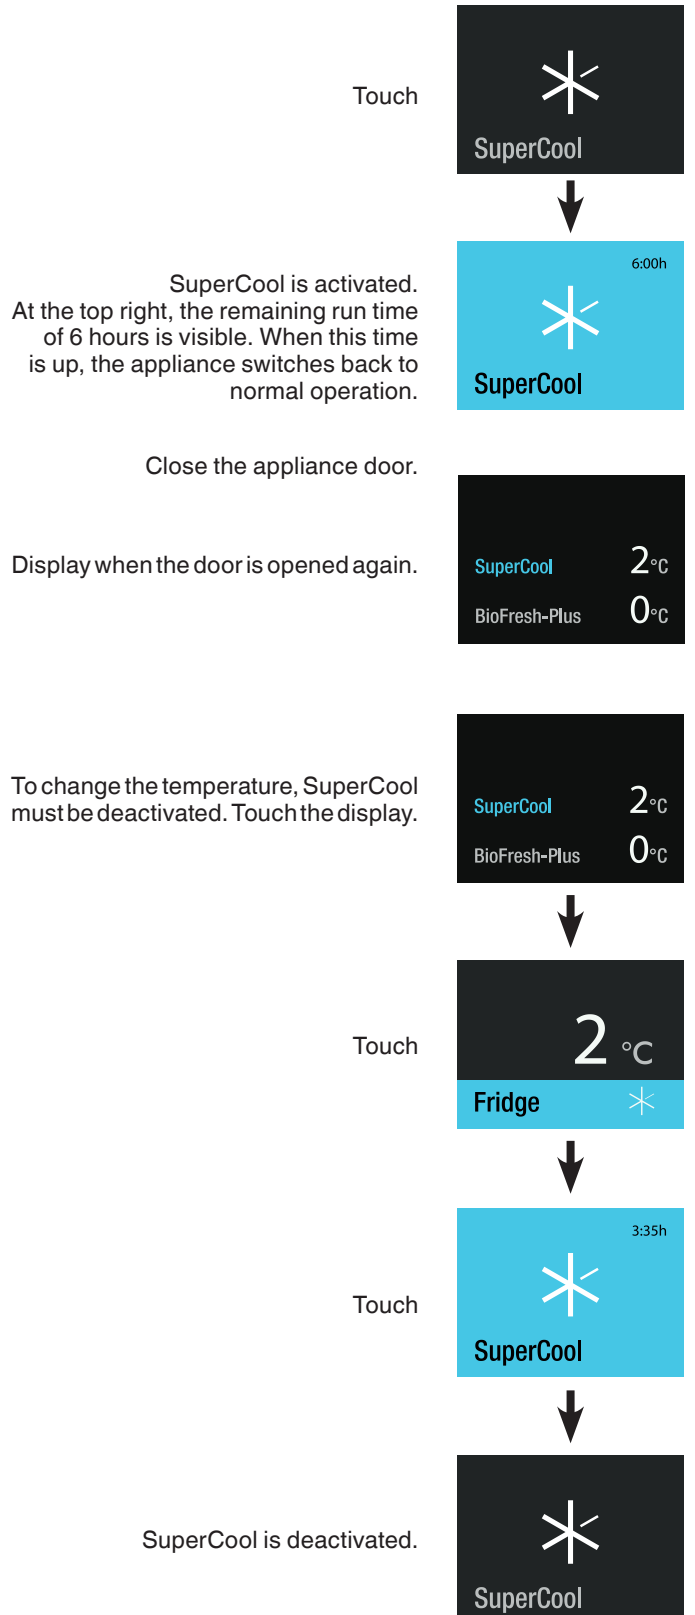 Touch
SuperCool
SuperCool is activated.
At the top right, the remaining run time
of 6 hours is visible. When this time
is up, the appliance switches back to
normal operation.
6:00h
SuperCool
Close the appliance door.
Display when the door is opened again.
SuperCool 2°C
BioFresh-Plus 0°C
To change the temperature, SuperCool
must be deactivated. Touch the display.
SuperCool 2°C
BioFresh-Plus 0°C
Touch
2 °C
Fridge
Touch
3:35h
SuperCool
SuperCool is deactivated.
SuperCool